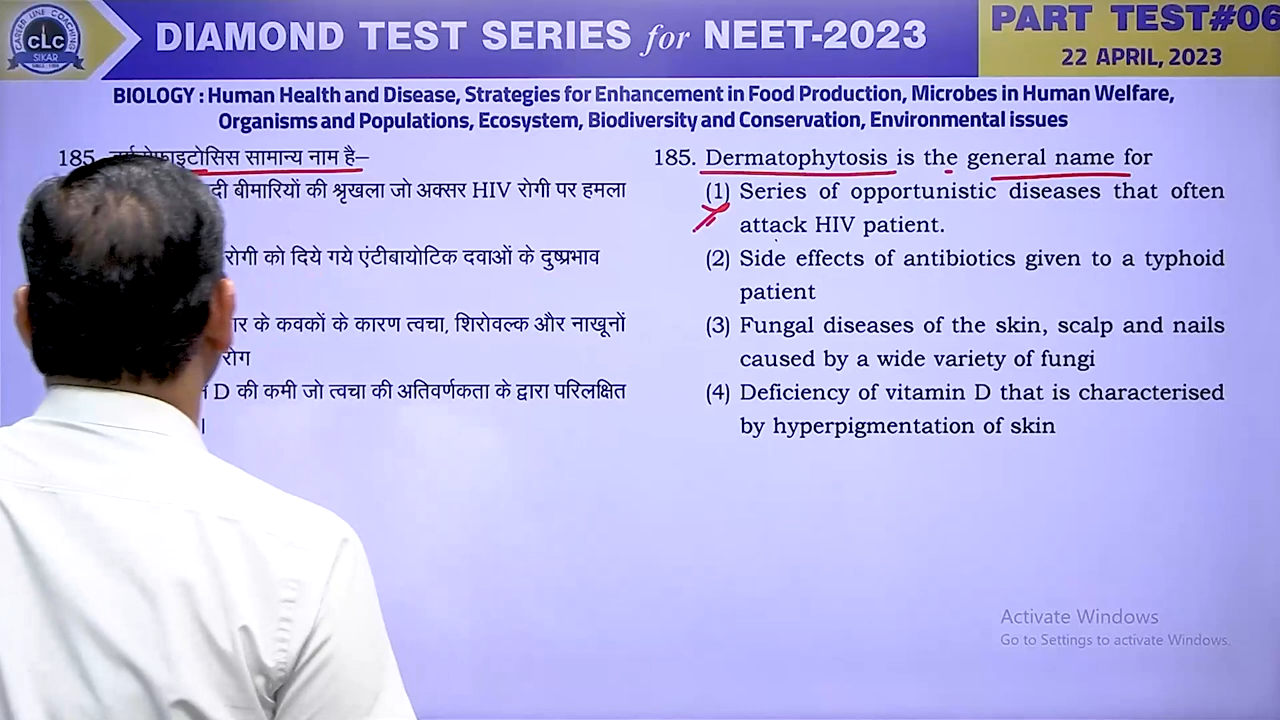 CAREER LINE COACHING
CLC
SIKAR
DIAMOND TEST SERIES for NEET-2023
PART TEST#06
22 APRIL, 2023
BIOLOGY : Human Health and Disease, Strategies for Enhancement in Food Production, Microbes in Human Welfare,
Organisms and Populations, Ecosystem, Biodiversity and Conservation, Environmental issues
185. सामान्य नाम है–
दी बीमारियों की श्रृखला जो अक्सर HIV रोगी पर हमला
रोगी को दिये गये एंटीबायोटिक दवाओं के दुष्प्रभाव
के कवकों के कारण त्वचा, शिरोवल्क और नाखूनों
रोग
D की कमी जो त्वचा की अतिवर्णकता के द्वारा परिलक्षित
185. Dermatophytosis is the general name for
(1) Series of opportunistic diseases that often
attack HIV patient.
(2) Side effects of antibiotics given to a typhoid
patient
(3) Fungal diseases of the skin, scalp and nails
caused by a wide variety of fungi
(4) Deficiency of vitamin D that is characterised
by hyperpigmentation of skin
Activate Windows
Go to Settings to activate Windows.